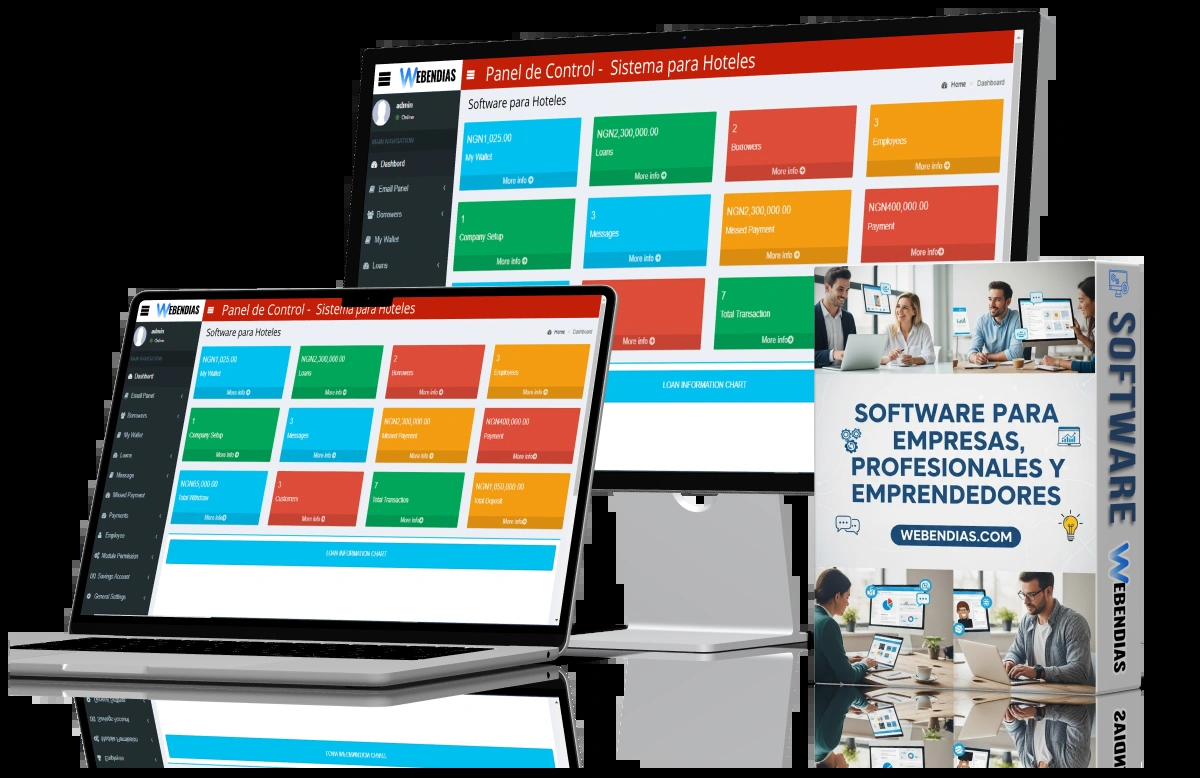 WEBENDIAS
Panel de Control - Sistema para Hoteles
admin
Online
Software para Hoteles
Home
Dashboard
MAIN NAVIGATION
Dashbord
Email Panel
Borrowers
My Wallet
Loans
NGN1,025.00
My Wallet
More info
NGN2,300,000.00
Loans
More info
2
Borrowers
More info
3
Employees
More info
1
Company Setup
More info
3
Messages
More info
NGN2,300,000.00
Missed Payment
More info
NGN400,000.00
Payment
More info
More info
7
Total Transaction
More info
LOAN INFORMATION CHART
WEBENDIAS
Panel de Control - Sistema para Hoteles
admin
Online
Software para Hoteles
Home
Dashboard
MAIN NAVIGATION
Dashbord
Email Panel
Borrowers
My Wallet
Loans
Message
Missed Payment
Payments
Employee
Module Permission
Savings Account
General Settings
NGN1,025.00
My Wallet
More info
NGN2,300,000.00
Loans
More info
2
Borrowers
More info
3
Employees
More info
1
Company Setup
More info
3
Messages
More info
NGN2,300,000.00
Missed Payment
More info
NGN400,000.00
Payment
More info
NGN65,000.00
Total Withdraw
More info
3
Customers
More info
7
Total Transaction
More info
NGN1,050,000.00
Total Deposit
More info
LOAN INFORMATION CHART
SOFTWARE PARA
EMPRESAS,
PROFESIONALES Y
EMPRENDEDORES
WEBENDIAS.COM
SOFTWARE
WEBENDIAS